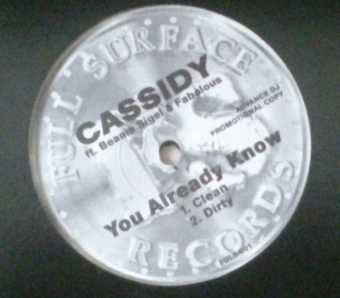 FULL SURFACE
RECORDS
CASSIDY
ft. Beanie Sigel & Fabolous
ADVANCE DJ
PROMOTIONAL COPY
You Already Know
1. Clean
2. Dirty